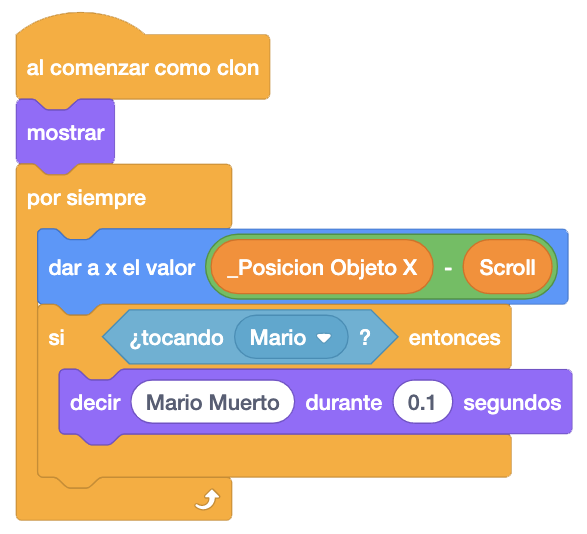 al comenzar como clon
mostrar
por siempre
dar a x el valor _Posicion Objeto X - Scroll
si ¿tocando Mario ? entonces
decir Mario Muerto durante 0.1 segundos